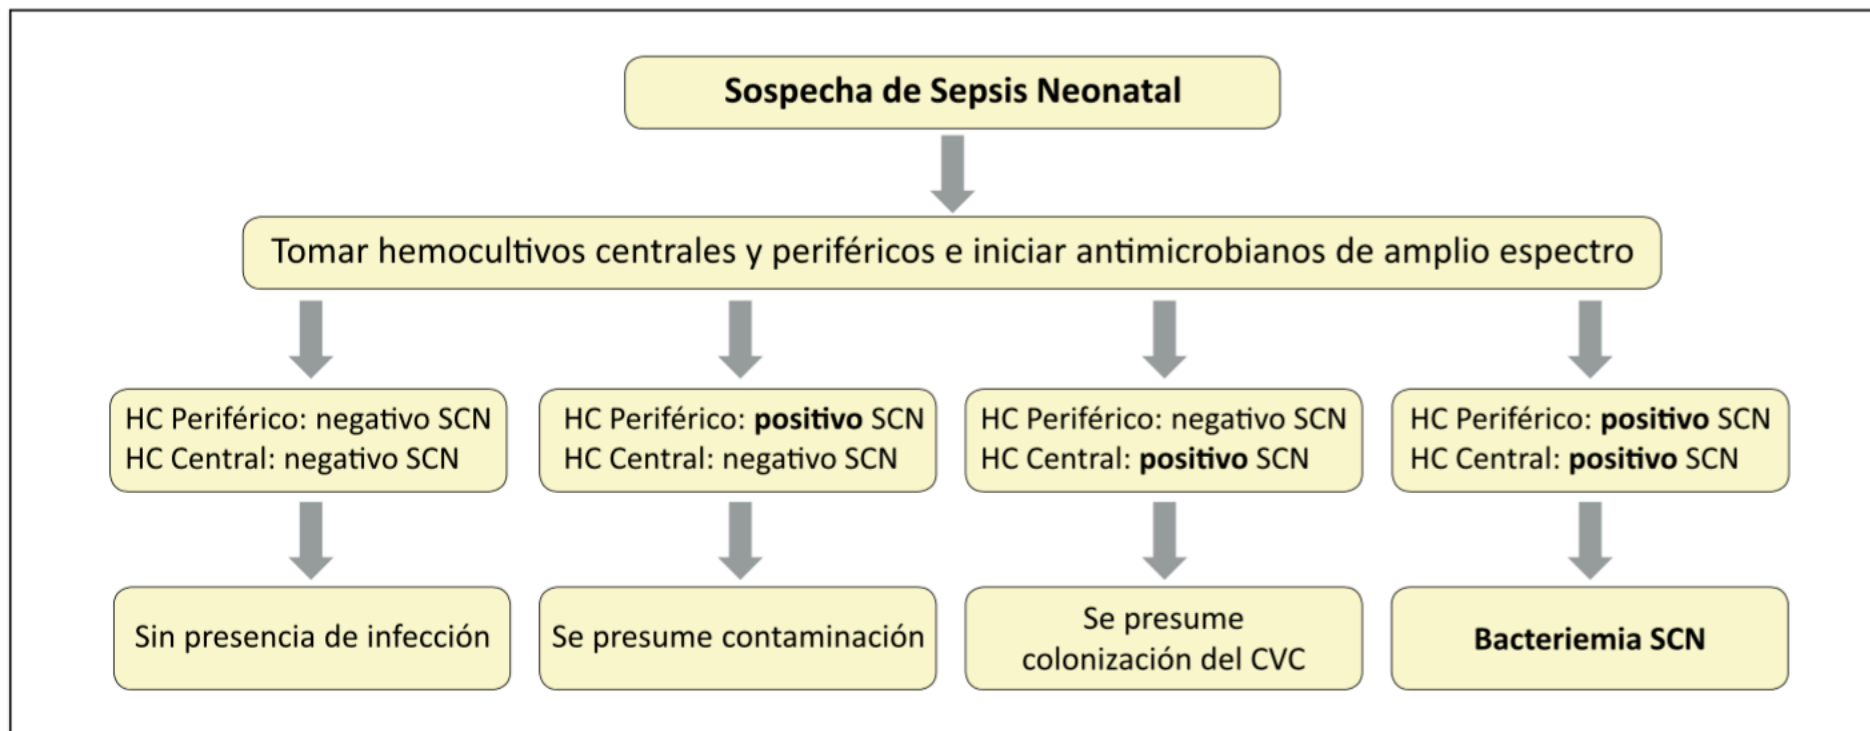 Sospecha de Sepsis Neonatal
Tomar hemocultivos centrales y periféricos e iniciar antimicrobianos de amplio espectro
HC Periférico: negativo SCN
HC Central: negativo SCN
HC Periférico: positivo SCN
HC Central: negativo SCN
HC Periférico: negativo SCN
HC Central: positivo SCN
HC Periférico: positivo SCN
HC Central: positivo SCN
Sin presencia de infección
Se presume contaminación
Se presume
colonización del CVC
Bacteriemia SCN